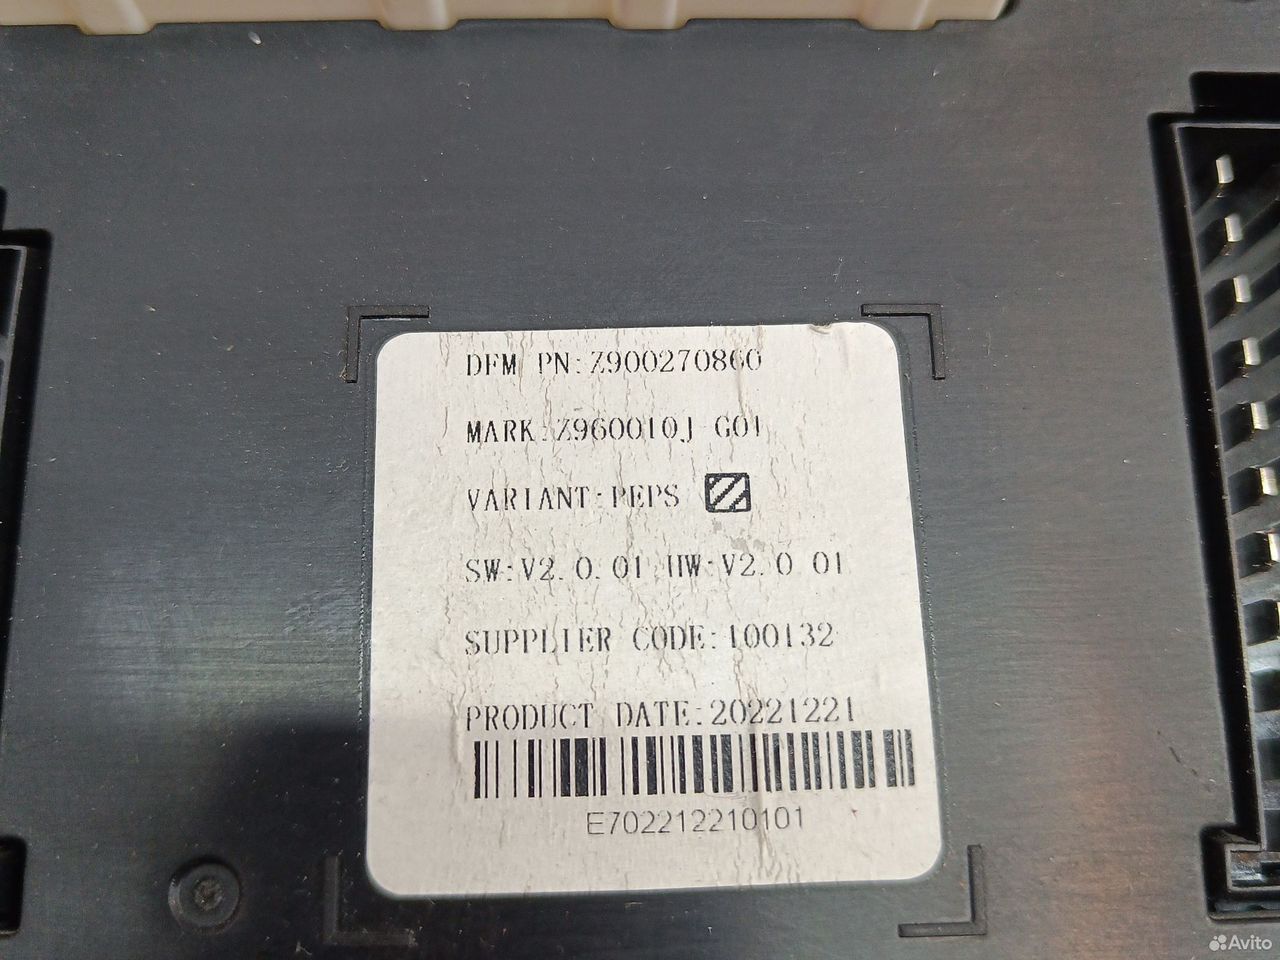 DFM PN:Z900270860
MARK:Z960010J G01
VARIANT:PEPS
SW:V2.0.01 HW:V2.0.01
SUPPLIER CODE:100132
PRODUCT DATE:20221221
E702212210101
Avito